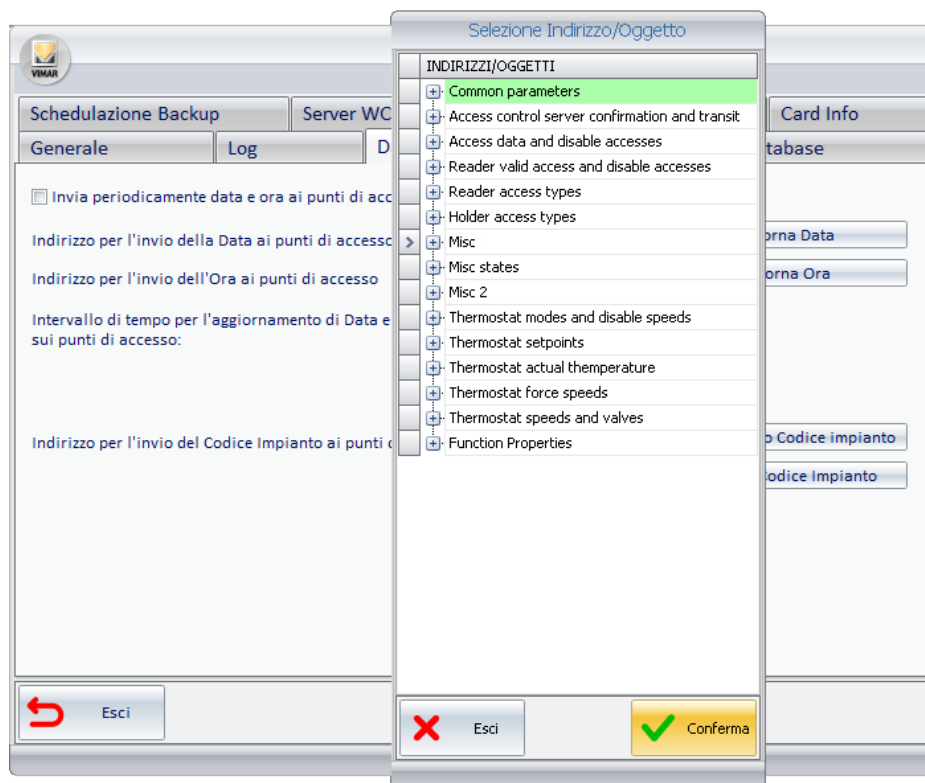 Selezione Indirizzo/Oggetto
INDIRIZZI/OGGETTI
Common parameters
Access control server confirmation and transit
Access data and disable accesses
Reader valid access and disable accesses
Reader access types
Holder access types
Misc
Misc states
Misc 2
Thermostat modes and disable speeds
Thermostat setpoints
Thermostat actual themperature
Thermostat force speeds
Thermostat speeds and valves
Function Properties
Esci
Conferma
VIMAR
Schedulazione Backup
Server WC
Card Info
Generale
Log
D
tabase
Invia periodicamente data e ora ai punti di acc
Indirizzo per l'invio della Data ai punti di accesso
orna Data
Indirizzo per l'invio dell'Ora ai punti di accesso
orna Ora
Intervallo di tempo per l'aggiornamento di Data e
sui punti di accesso:
Indirizzo per l'invio del Codice Impianto ai punti
o Codice impianto
Codice Impianto
Esci